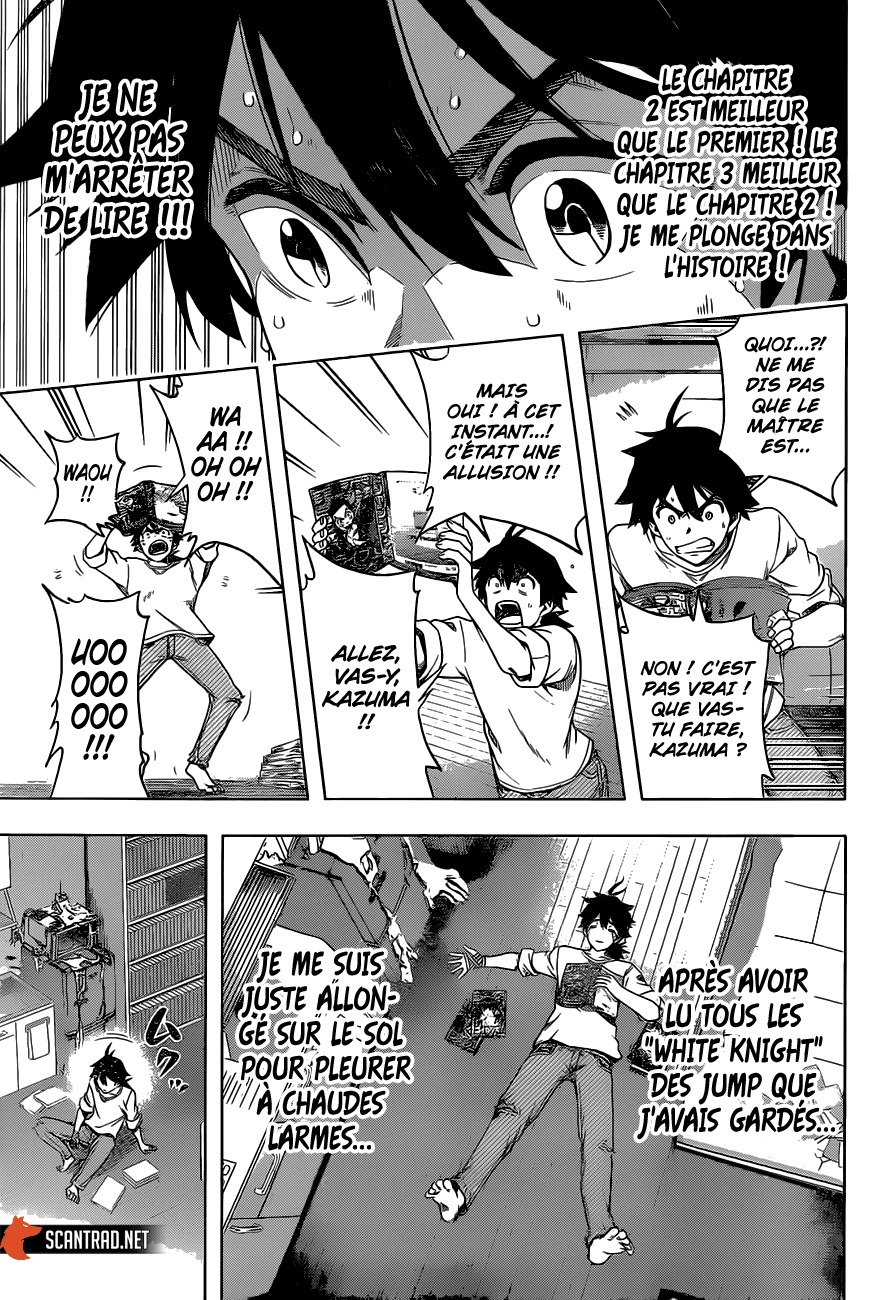 LE CHAPITRE
2 EST MEILLEUR
QUE LE PREMIER ! LE
CHAPITRE 3 MEILLEUR
QUE LE CHAPITRE 2 !
JE ME PLONGE DANS
L'HISTOIRE !
JE NE
PEUX PAS
M'ARRÊTER
DE LIRE !!!
QUOI...?!
NE ME
DIS PAS
QUE LE
MAÎTRE
EST...
NON ! C'EST
PAS VRAI !
QUE VAS-
TU FAIRE,
KAZUMA ?
MAIS
OUI ! À CET
INSTANT...!
C'ÉTAIT UNE
ALLUSION !!
ALLEZ,
VAS-Y,
KAZUMA
!!
WA
AA !!
OH OH
OH !!
WAOU
!!
UOO
OOO
OOO
!!!
APRÈS AVOIR
LU TOUS LES
"WHITE KNIGHT"
DES JUMP QUE
J'AVAIS GARDÉS...
JE ME SUIS
JUSTE ALLON-
GÉ SUR LE SOL
POUR PLEURER
À CHAUDES
LARMES...
ムクッ
SCANTRAD.NET